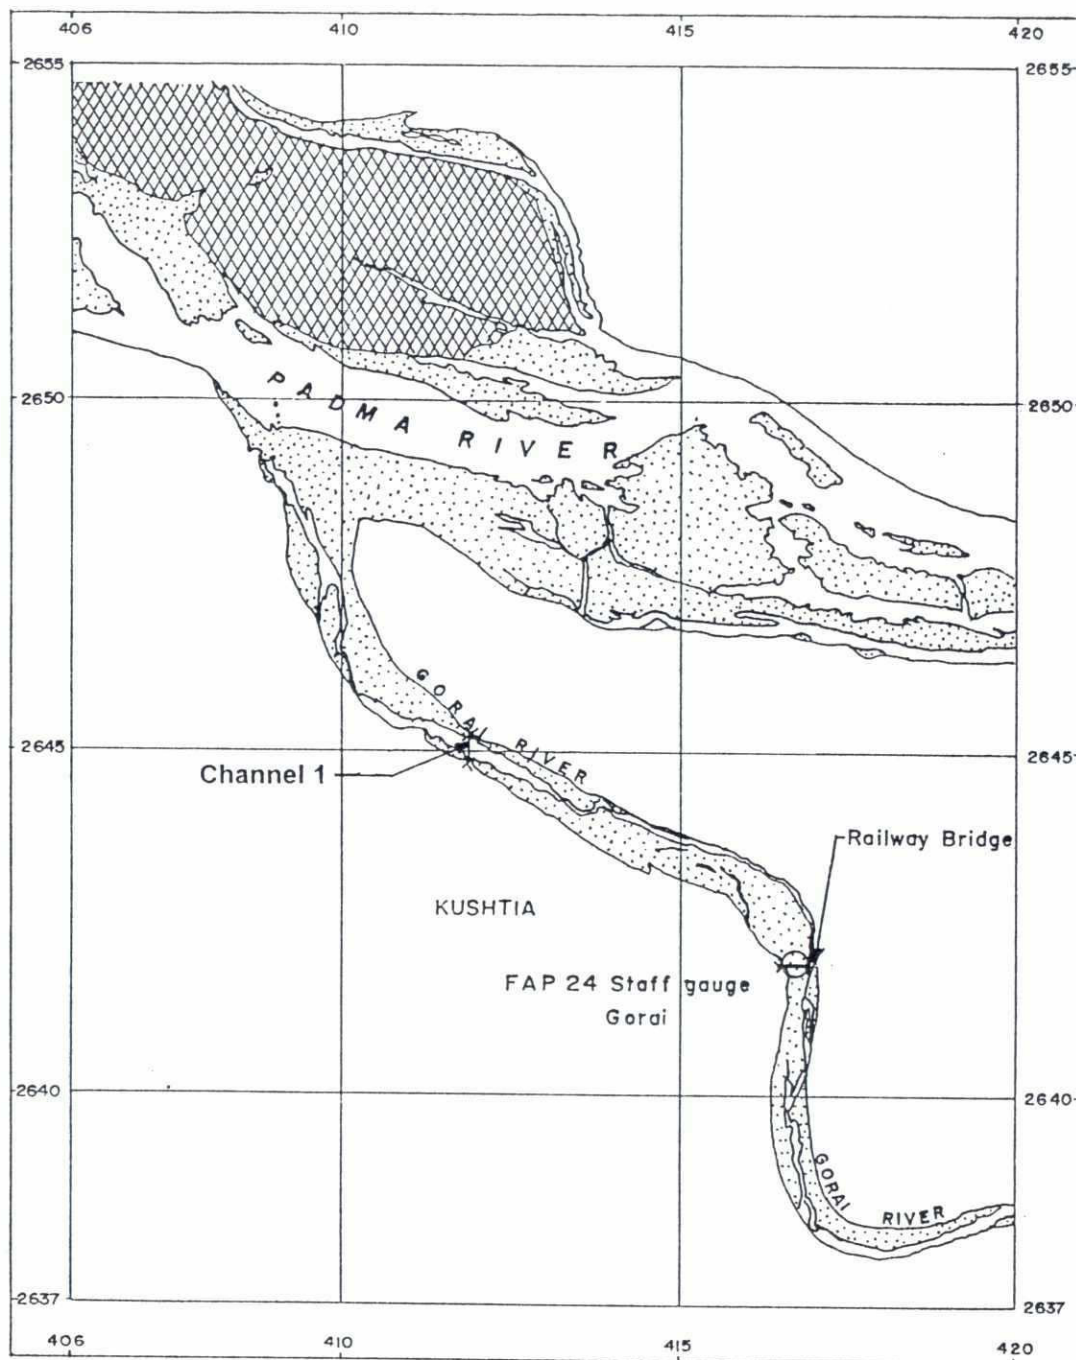 406 410 415 420
2655 2655
PADMA RIVER
2650 2650
GORAI RIVER
2645 2645
Channel 1
Railway Bridge
KUSHTIA
FAP 24 Staff gauge
Gorai
2640 2640
GORAI RIVER
2637 2637
406 410 415 420